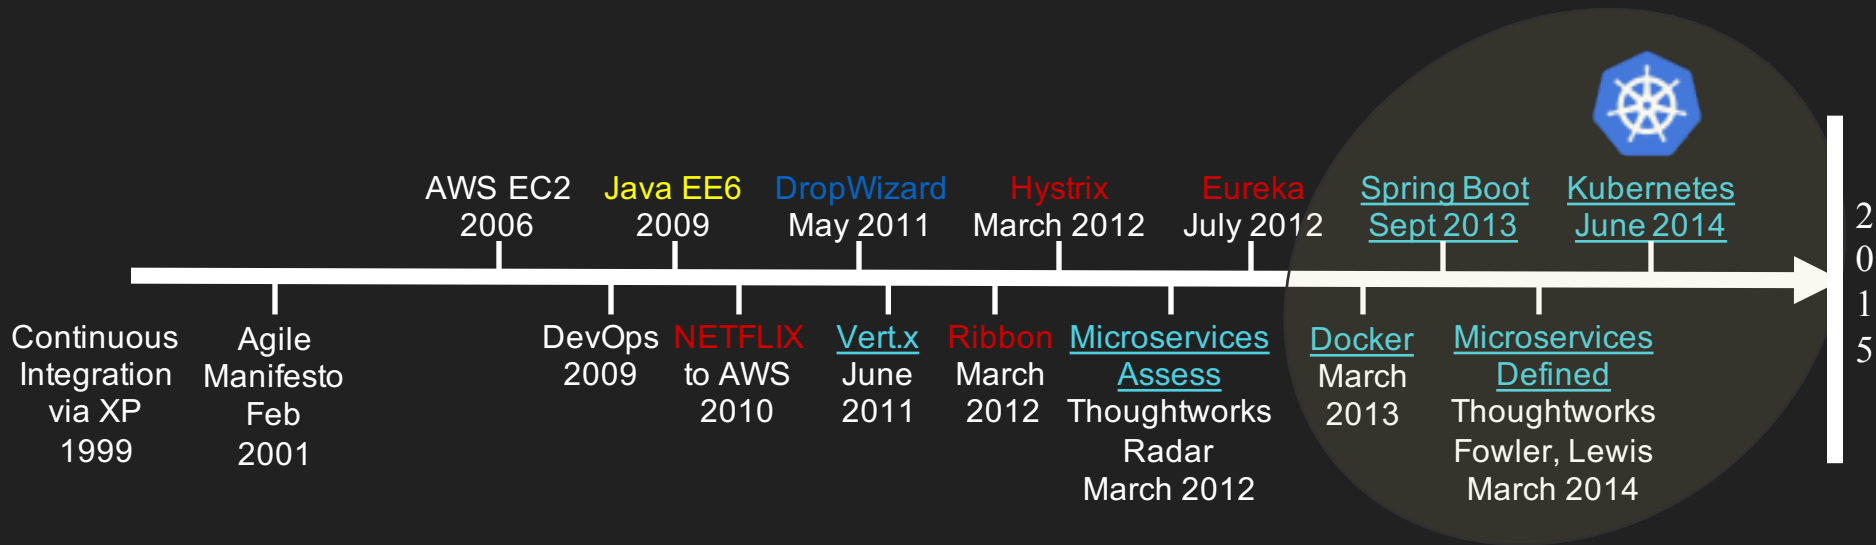 AWS EC2
2006
Java EE6
2009
DropWizard
May 2011
Hystrix
March 2012
Eureka
July 2012
Spring Boot
Sept 2013
Kubernetes
June 2014
Continuous
Integration
via XP
1999
Agile
Manifesto
Feb
2001
DevOps
2009
NETFLIX
to AWS
2010
Vert.x
June
2011
Ribbon
March
2012
Microservices
Assess
Thoughtworks
Radar
March 2012
Docker
March
2013
Microservices
Defined
Thoughtworks
Fowler, Lewis
March 2014
2
0
1
5